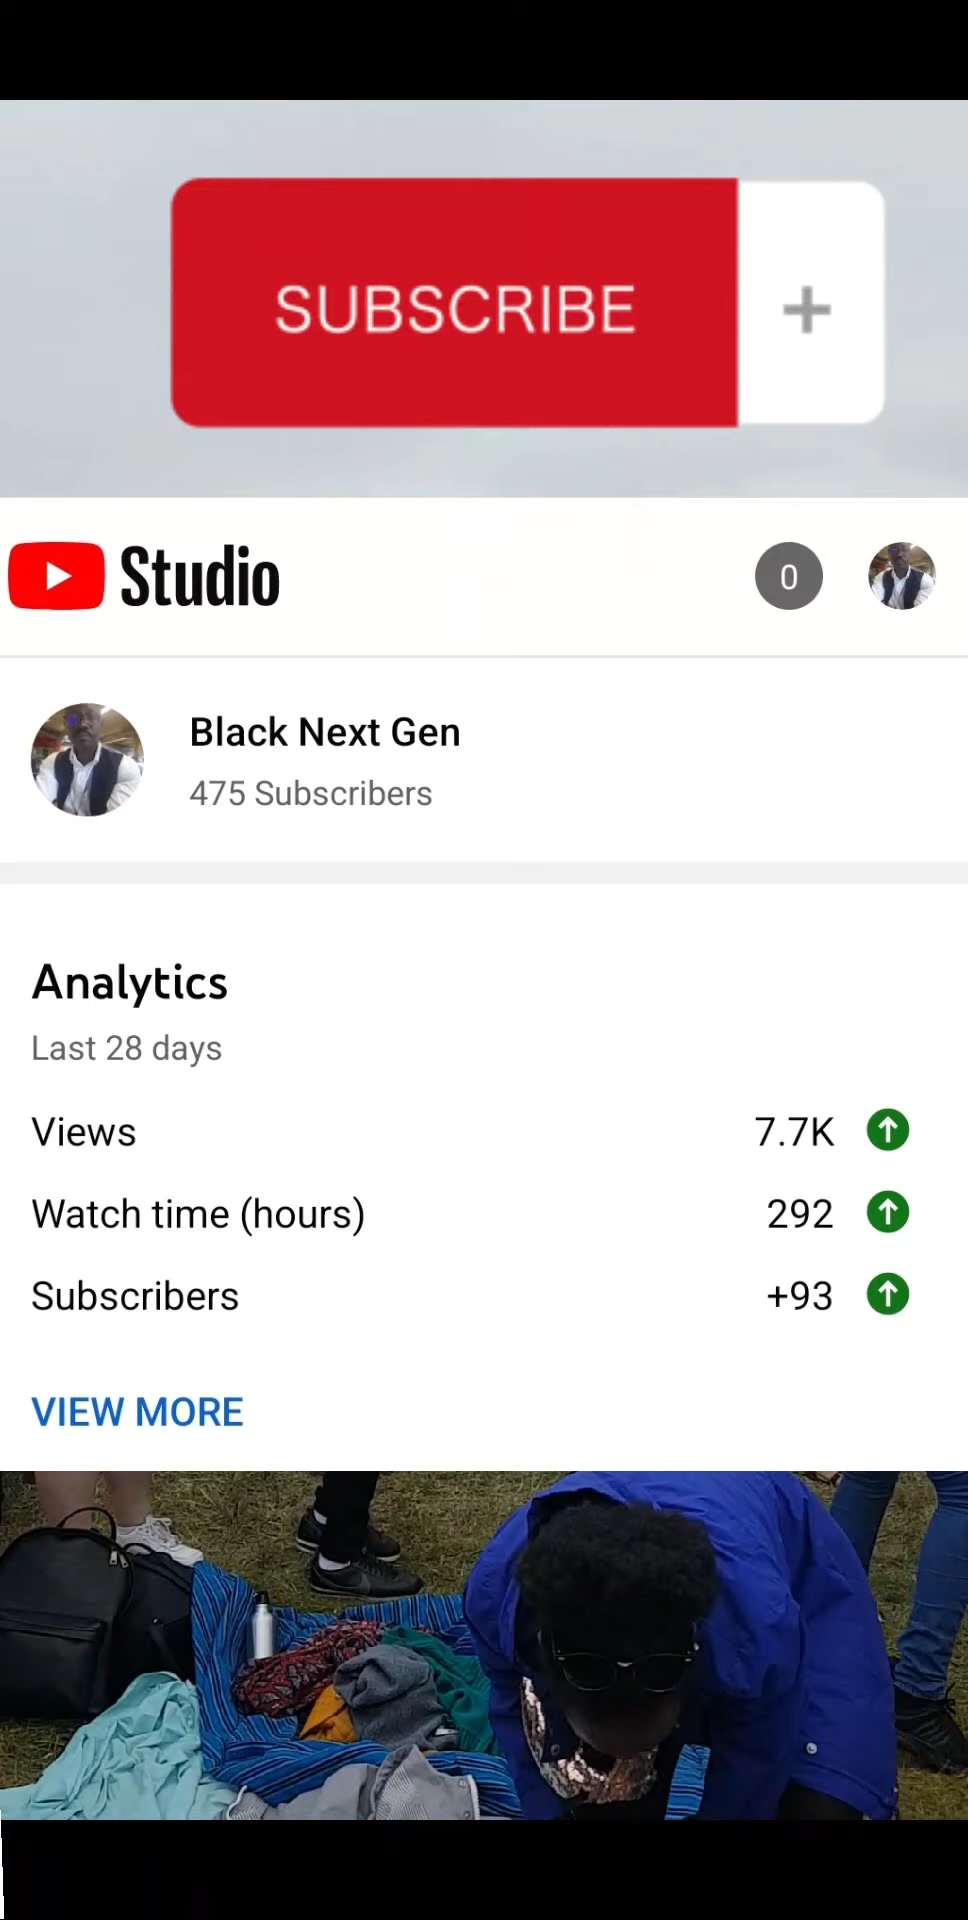 SUBSCRIBE +
Studio
0
Black Next Gen
475 Subscribers
Analytics
Last 28 days
Views 7.7K
Watch time (hours) 292
Subscribers +93
VIEW MORE